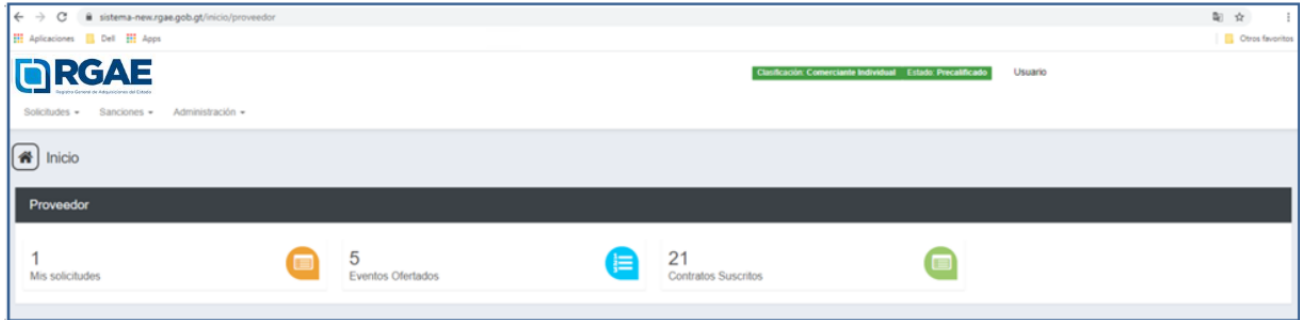 sistema-new.rgae.gob.gt/inicio/proveedor
Aplicaciones Dell Apps Otros favoritos
RGAE
Registro General de Adquisiciones del Estado
Clasificación: Comerciante Individual Estado: Precalificado Usuario
Solicitudes Sanciones Administración
Inicio
Proveedor
1 5 21
Mis solicitudes Eventos Ofertados Contratos Suscritos